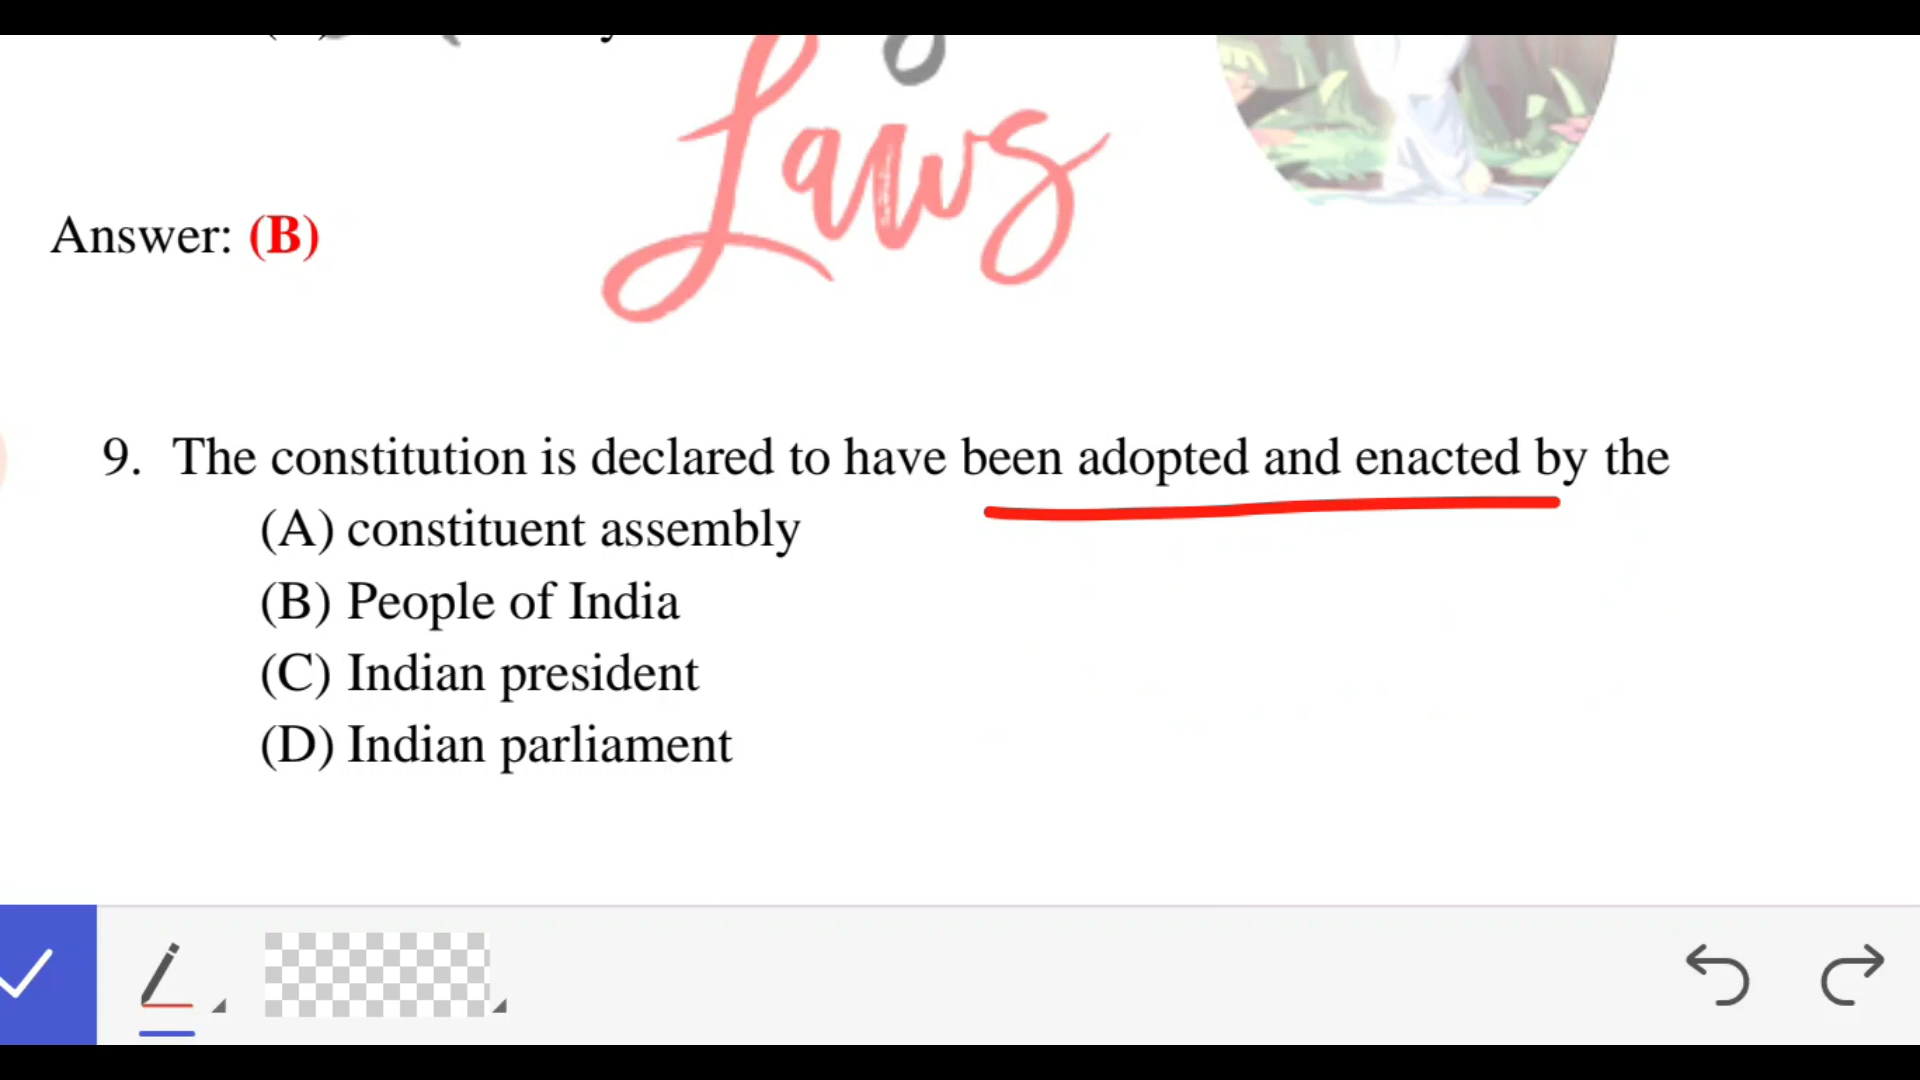 Laws
Answer: (B)
9. The constitution is declared to have been adopted and enacted by the
(A) constituent assembly
(B) People of India
(C) Indian president
(D) Indian parliament